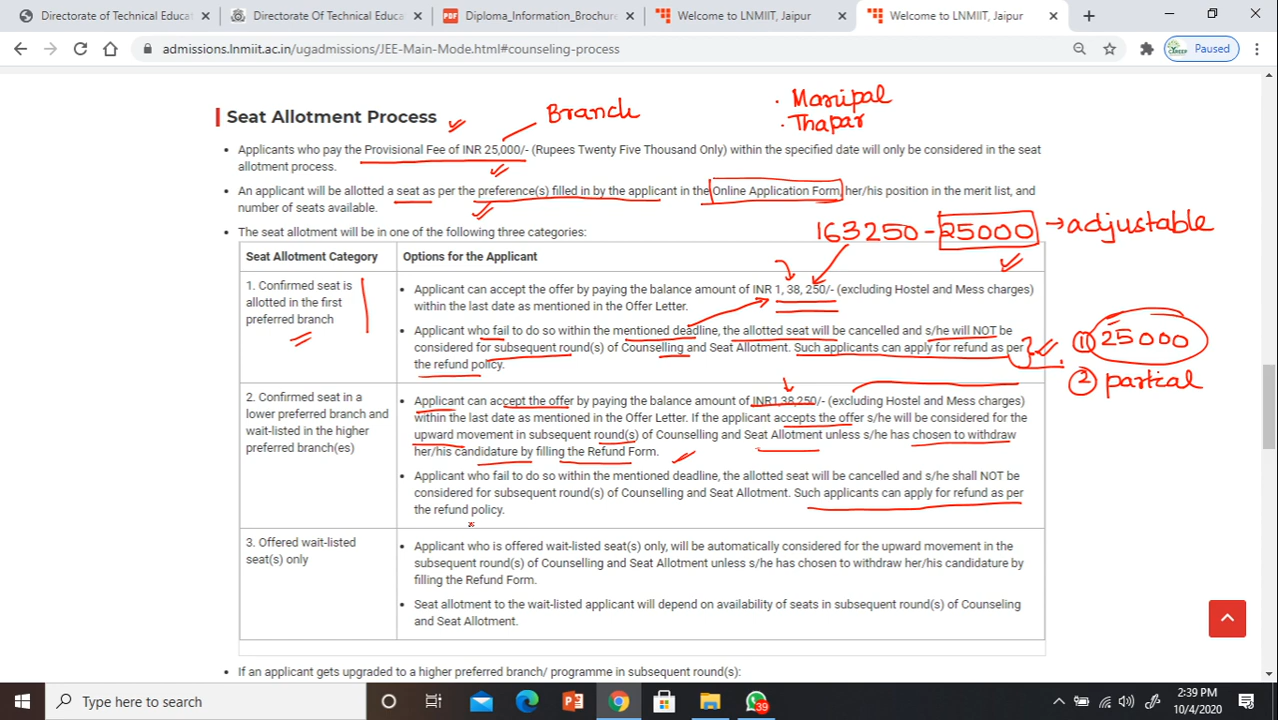 Directorate of Technical Educat
Directorate Of Technical Educa
Diploma_Information_Brochure
Welcome to LNMIIT, Jaipur
Welcome to LNMIIT, Jaipur
admissions.lnmiit.ac.in/ugadmissions/JEE-Main-Mode.html#counseling-process
Paused
Seat Allotment Process
Branch
· Manipal
· Thapar
Applicants who pay the Provisional Fee of INR 25,000/- (Rupees Twenty Five Thousand Only) within the specified date will only be considered in the seat
allotment process.
An applicant will be allotted a seat as per the preference(s) filled in by the applicant in the Online Application Form, her/his position in the merit list, and
number of seats available.
The seat allotment will be in one of the following three categories:
163250 - 25000 → adjustable
Seat Allotment Category
Options for the Applicant
1. Confirmed seat is
allotted in the first
preferred branch
Applicant can accept the offer by paying the balance amount of INR 1, 38, 250/- (excluding Hostel and Mess charges)
within the last date as mentioned in the Offer Letter.
Applicant who fail to do so within the mentioned deadline, the allotted seat will be cancelled and s/he will NOT be
considered for subsequent round(s) of Counselling and Seat Allotment. Such applicants can apply for refund as per
the refund policy.
① 25000
② partial
2. Confirmed seat in a
lower preferred branch and
wait-listed in the higher
preferred branch(es)
Applicant can accept the offer by paying the balance amount of INR1,38,250/- (excluding Hostel and Mess charges)
within the last date as mentioned in the Offer Letter. If the applicant accepts the offer s/he will be considered for the
upward movement in subsequent round(s) of Counselling and Seat Allotment unless s/he has chosen to withdraw
her/his candidature by filling the Refund Form.
Applicant who fail to do so within the mentioned deadline, the allotted seat will be cancelled and s/he shall NOT be
considered for subsequent round(s) of Counselling and Seat Allotment. Such applicants can apply for refund as per
the refund policy.
3. Offered wait-listed
seat(s) only
Applicant who is offered wait-listed seat(s) only, will be automatically considered for the upward movement in the
subsequent round(s) of Counselling and Seat Allotment unless s/he has chosen to withdraw her/his candidature by
filling the Refund Form.
Seat allotment to the wait-listed applicant will depend on availability of seats in subsequent round(s) of Counseling
and Seat Allotment.
If an applicant gets upgraded to a higher preferred branch/ programme in subsequent round(s):
Type here to search
39
2:39 PM
10/4/2020